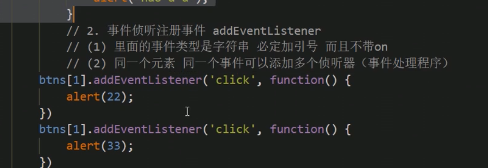 }
// 2. 事件侦听注册事件 addEventListener
// (1) 里面的事件类型是字符串 必定加引号 而且不带on
// (2) 同一个元素 同一个事件可以添加多个侦听器（事件处理程序）
btns[1].addEventListener('click', function() {
alert(22);
})
btns[1].addEventListener('click', function() {
alert(33);
})